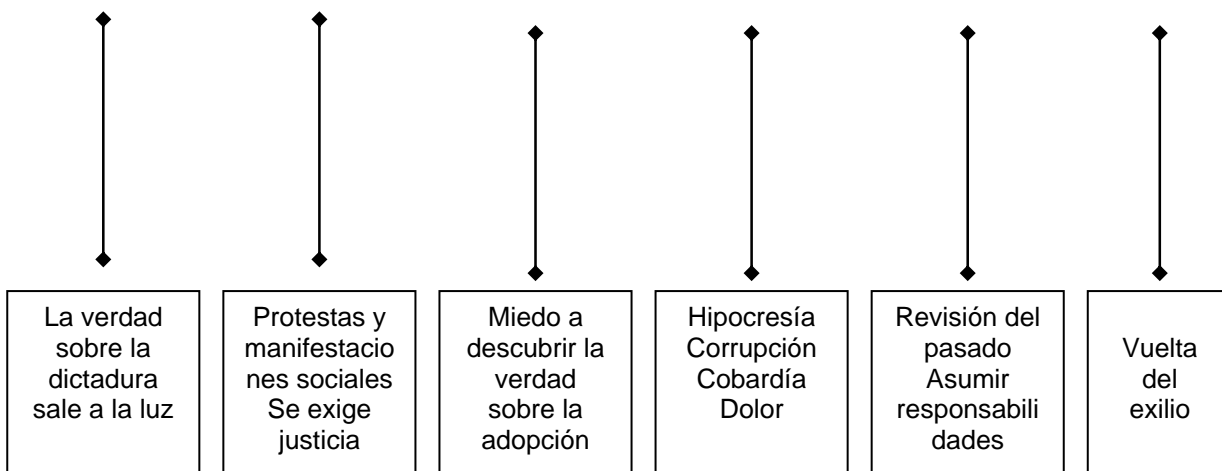 La verdad
sobre la
dictadura
sale a la luz
Protestas y
manifestacio
nes sociales
Se exige
justicia
Miedo a
descubrir la
verdad
sobre la
adopción
Hipocresía
Corrupción
Cobardía
Dolor
Revisión del
pasado
Asumir
responsabili
dades
Vuelta
del
exilio